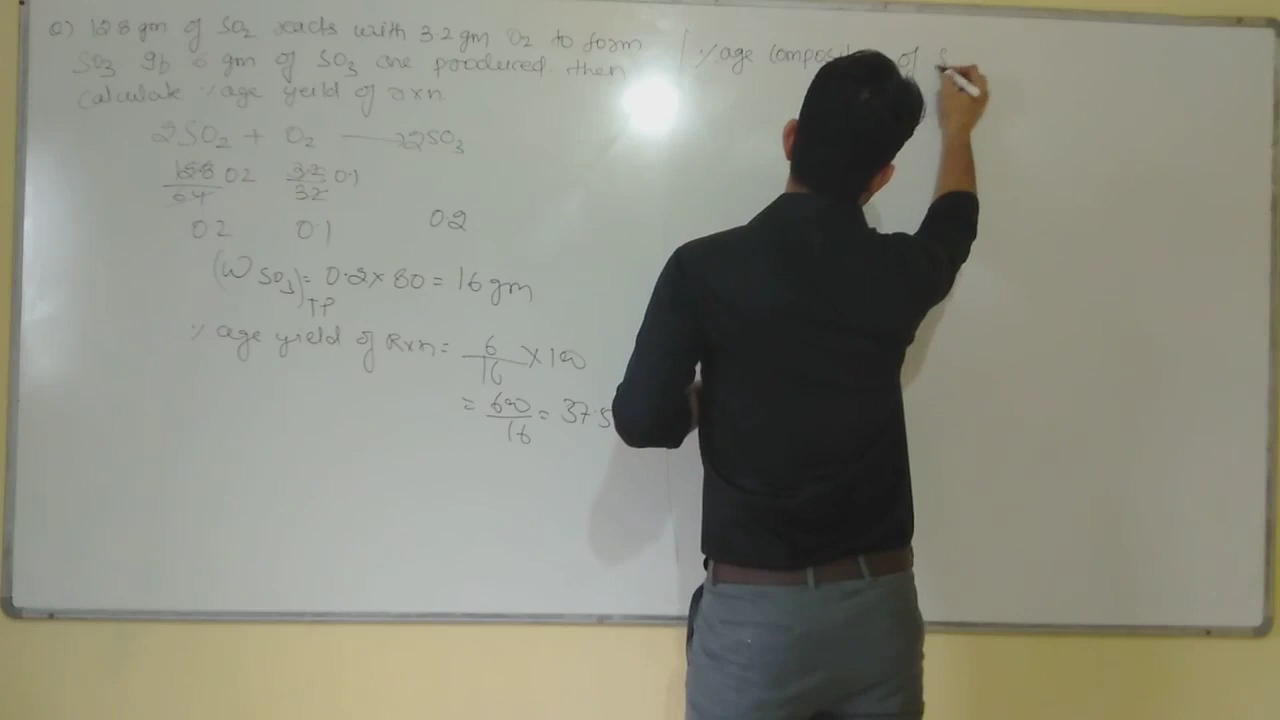 Q) 12.8 gm of SO2 reacts with 3.2 gm O2 to form
SO3 If 6 gm of SO3 are produced. then
Calculate %age yeild of rxn.
2SO2 + O2 → 2SO3
12.8/64 0.2 3.2/32 0.1
0.2 0.1 0.2
(W SO3)TP = 0.2 × 80 = 16 gm
%age yield of Rxn = 6/16 × 100
= 600/16 = 37.5
%age of S